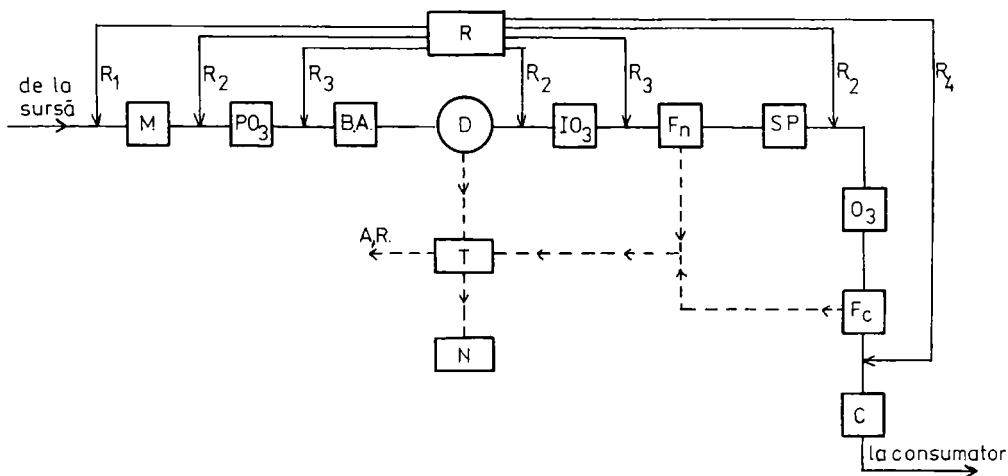 R
R1 R2 R3 R2 R3 R2 R4
de la
sursă
M PO3 B.A. D IO3 Fn SP
O3
A.R. T
Fc
N
C
la consumator